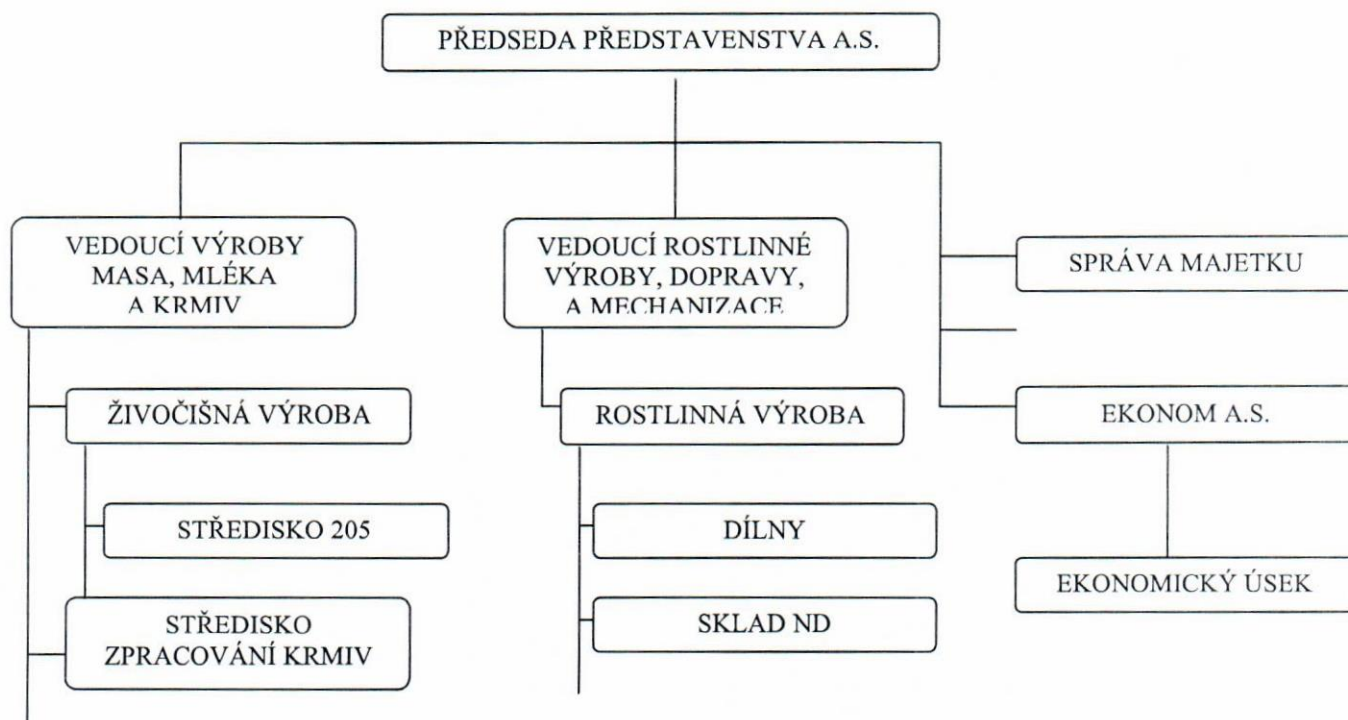 PŘEDSEDA PŘEDSTAVENSTVA A.S.
VEDOUCÍ VÝROBY
MASA, MLÉKA
A KRMIV
VEDOUCÍ ROSTLINNÉ
VÝROBY, DOPRAVY,
A MECHANIZACE
SPRÁVA MAJETKU
ŽIVOČIŠNÁ VÝROBA
ROSTLINNÁ VÝROBA
EKONOM A.S.
STŘEDISKO 205
DÍLNY
EKONOMICKÝ ÚSEK
STŘEDISKO
ZPRACOVÁNÍ KRMIV
SKLAD ND